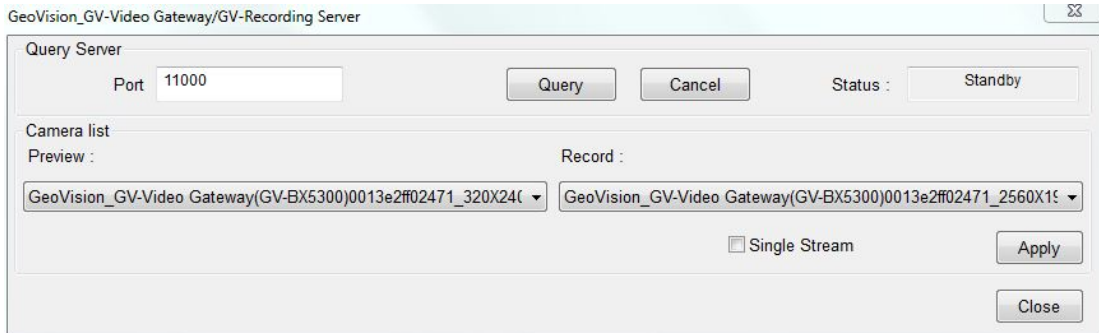 GeoVision_GV-Video Gateway/GV-Recording Server
Query Server
Port 11000 Query Cancel Status : Standby
Camera list
Preview : Record :
GeoVision_GV-Video Gateway(GV-BX5300)0013e2ff02471_320X24( GeoVision_GV-Video Gateway(GV-BX5300)0013e2ff02471_2560X19
Single Stream Apply
Close